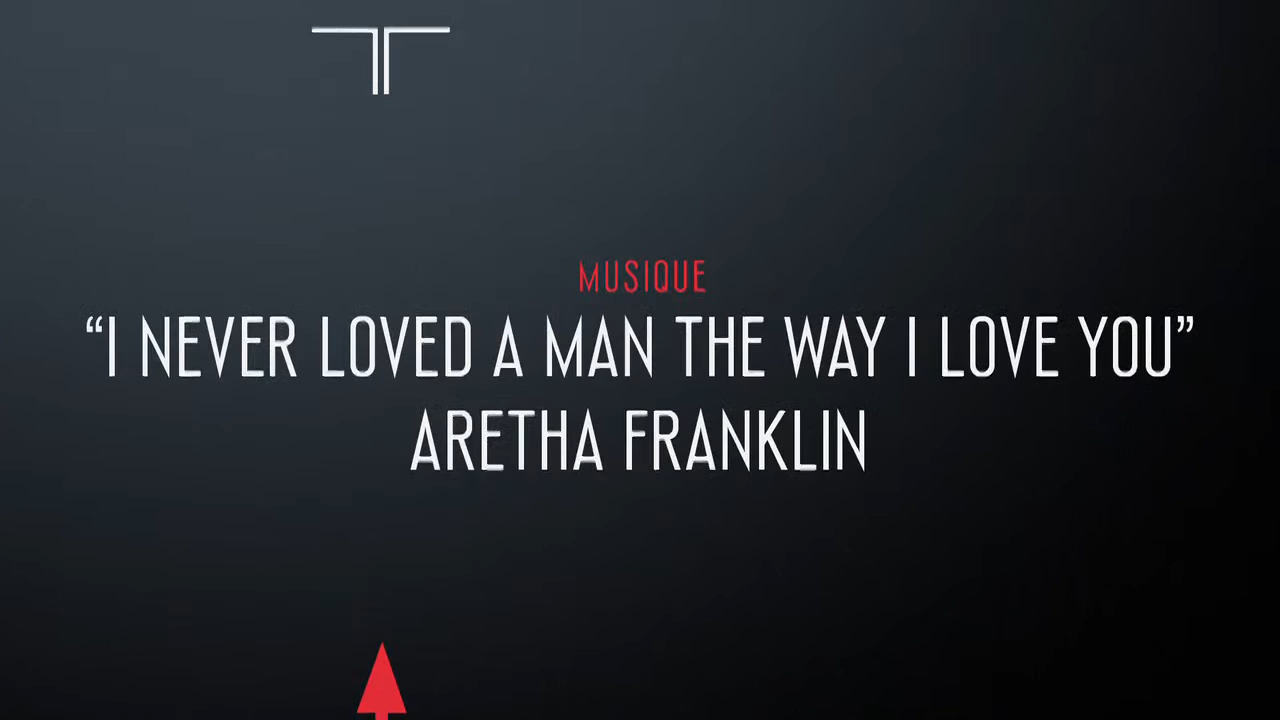 MUSIQUE
“I NEVER LOVED A MAN THE WAY I LOVE YOU”
ARETHA FRANKLIN